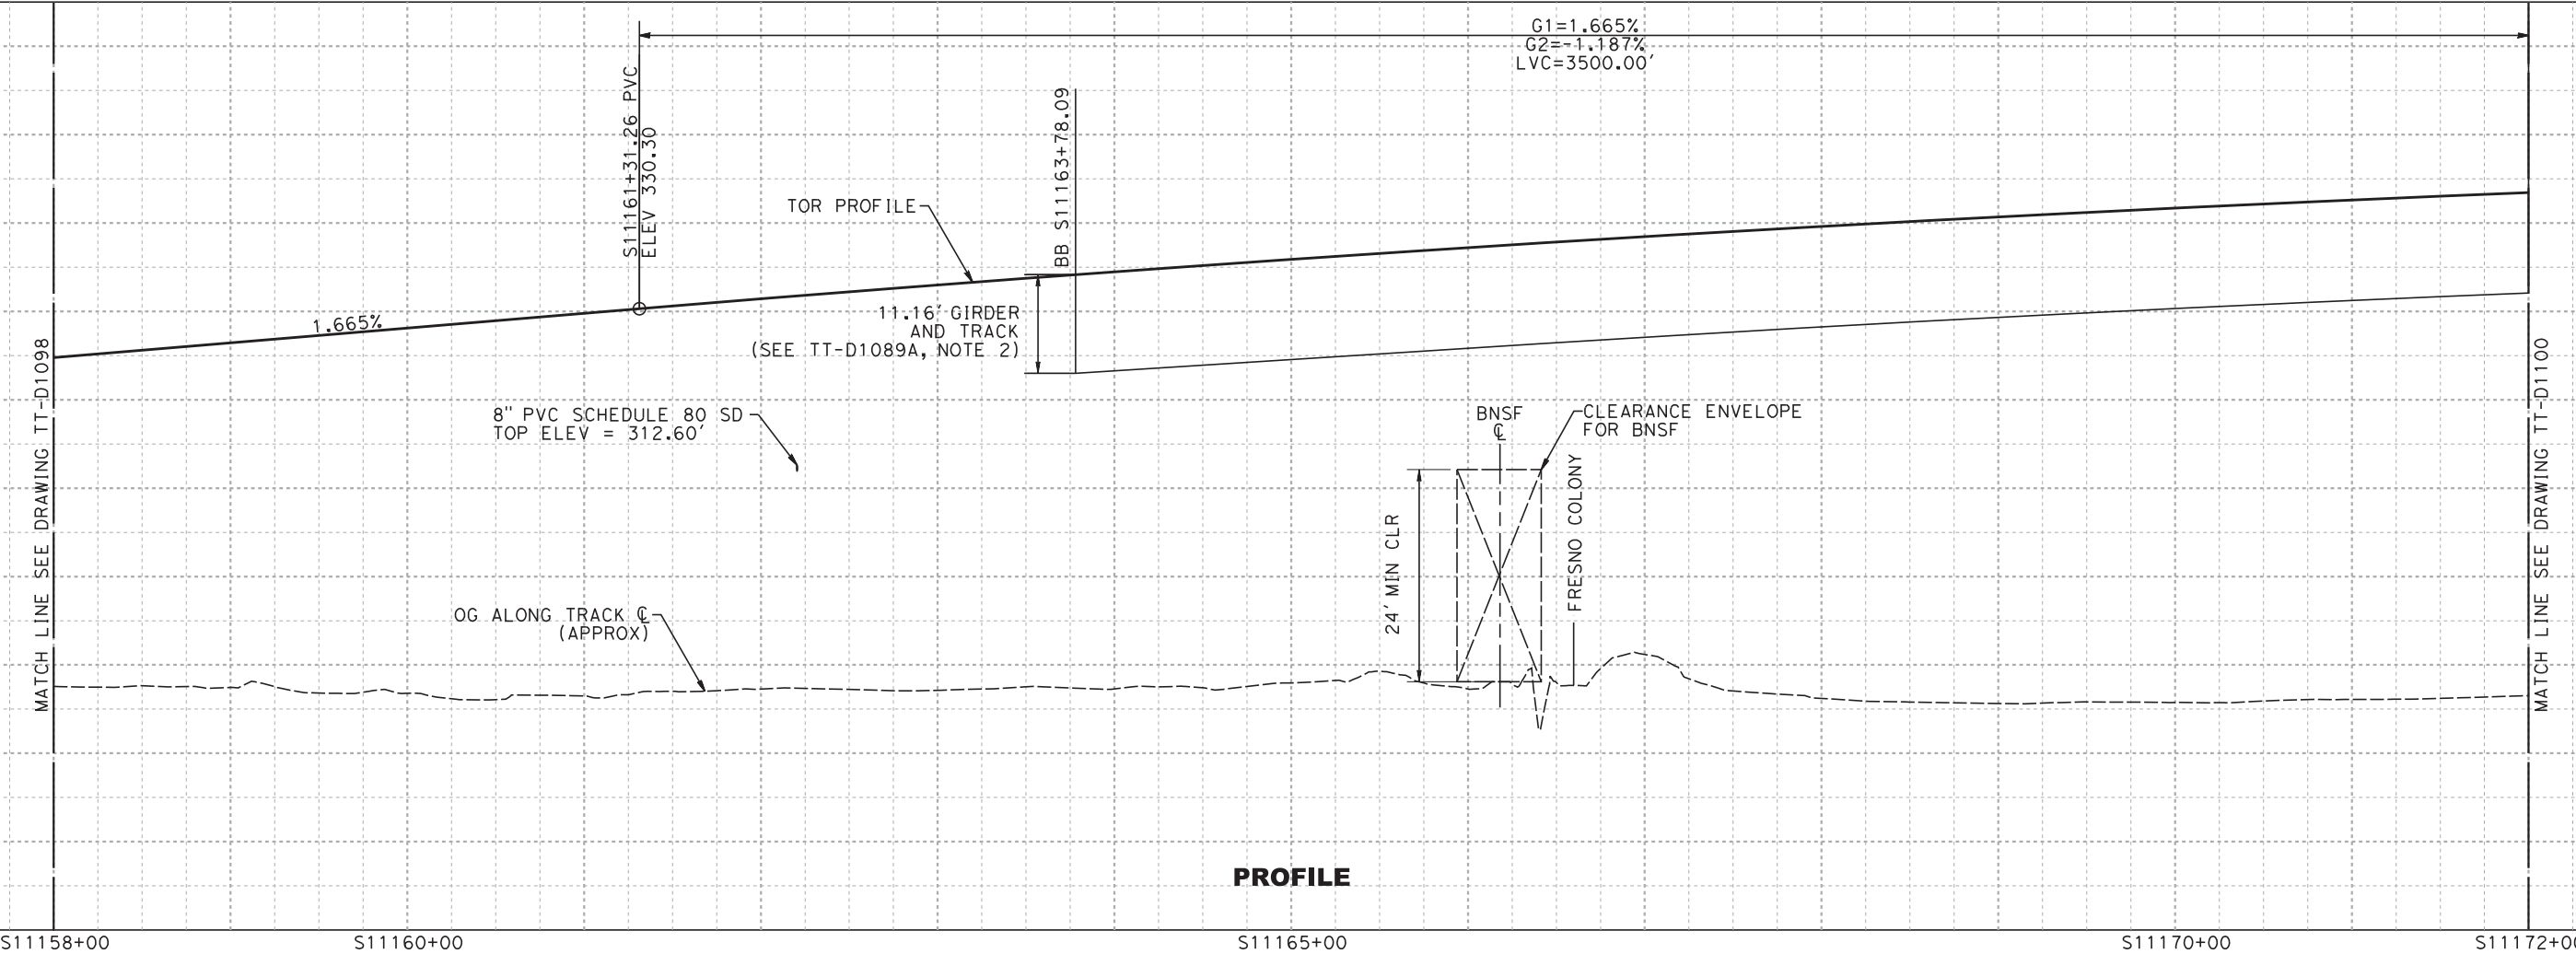 G1=1.665%
G2=-1.187%
LVC=3500.00'
S11161+31.26 PVC
ELEV 330.30
BB S11163+78.09
TOR PROFILE
1.665%
11.16' GIRDER
AND TRACK
(SEE TT-D1089A, NOTE 2)
8" PVC SCHEDULE 80 SD
TOP ELEV = 312.60'
BNSF
℄
CLEARANCE ENVELOPE
FOR BNSF
FRESNO COLONY
24' MIN CLR
OG ALONG TRACK ℄
(APPROX)
MATCH LINE SEE DRAWING TT-D1098
MATCH LINE SEE DRAWING TT-D1100
PROFILE
S11158+00
S11160+00
S11165+00
S11170+00
S11172+00